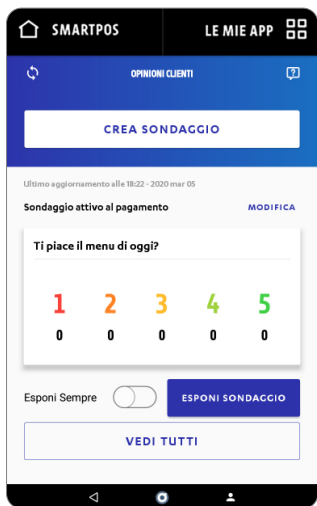 SMARTPOS LE MIE APP
OPINIONI CLIENTI
CREA SONDAGGIO
Ultimo aggiornamento alle 18:22 - 2020 mar 05
Sondaggio attivo al pagamento MODIFICA
Ti piace il menu di oggi?
1 2 3 4 5
0 0 0 0 0
Esponi Sempre ESPONI SONDAGGIO
VEDI TUTTI